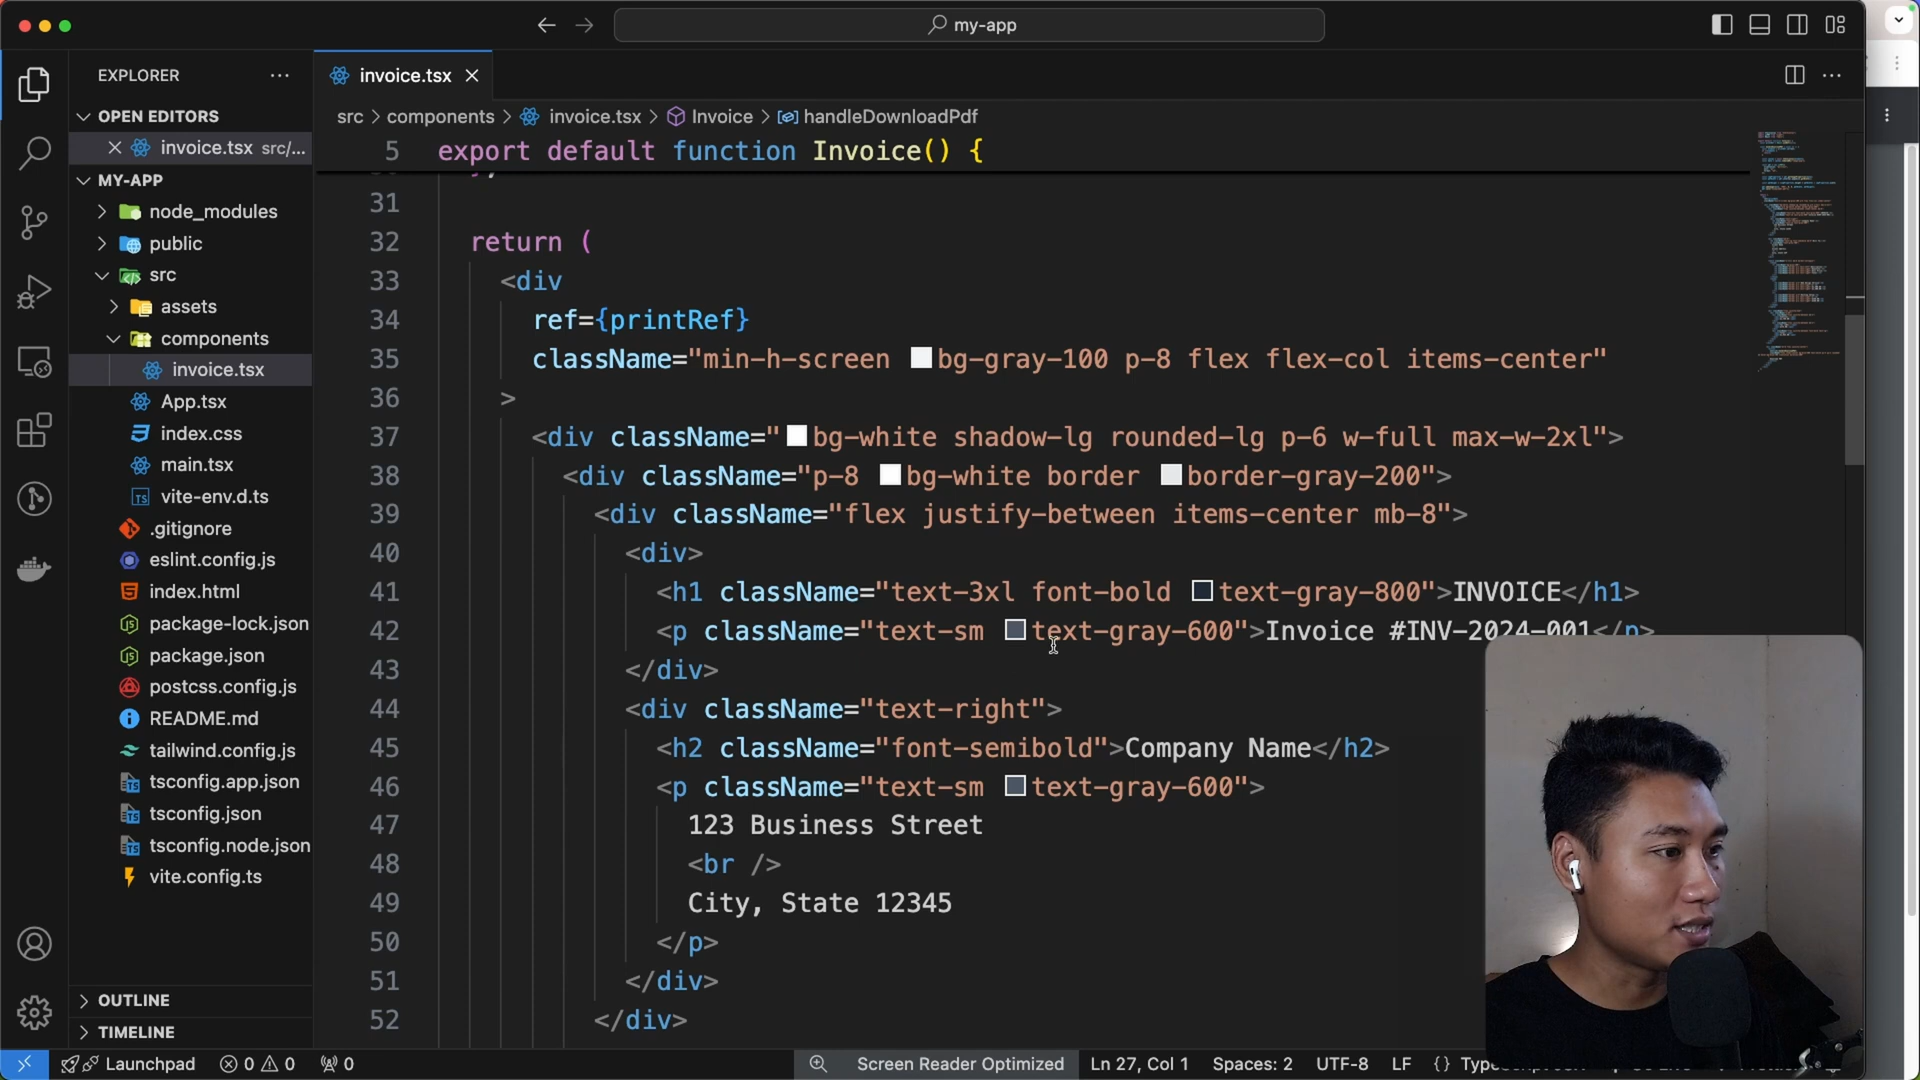 my-app
EXPLORER
invoice.tsx
OPEN EDITORS
invoice.tsx src/...
MY-APP
node_modules
public
src
assets
components
invoice.tsx
App.tsx
index.css
main.tsx
vite-env.d.ts
.gitignore
eslint.config.js
index.html
package-lock.json
package.json
postcss.config.js
README.md
tailwind.config.js
tsconfig.app.json
tsconfig.json
tsconfig.node.json
vite.config.ts
OUTLINE
TIMELINE
src > components > invoice.tsx > Invoice > handleDownloadPdf
5 export default function Invoice() {
31
32 return (
33 <div
34 ref={printRef}
35 className="min-h-screen bg-gray-100 p-8 flex flex-col items-center"
36 >
37 <div className="bg-white shadow-lg rounded-lg p-6 w-full max-w-2xl">
38 <div className="p-8 bg-white border border-gray-200">
39 <div className="flex justify-between items-center mb-8">
40 <div>
41 <h1 className="text-3xl font-bold text-gray-800">INVOICE</h1>
42 <p className="text-sm text-gray-600">Invoice #INV-2024-001</p>
43 </div>
44 <div className="text-right">
45 <h2 className="font-semibold">Company Name</h2>
46 <p className="text-sm text-gray-600">
47 123 Business Street
48 <br />
49 City, State 12345
50 </p>
51 </div>
52 </div>
Launchpad 0 0 0 Screen Reader Optimized Ln 27, Col 1 Spaces: 2 UTF-8 LF {}